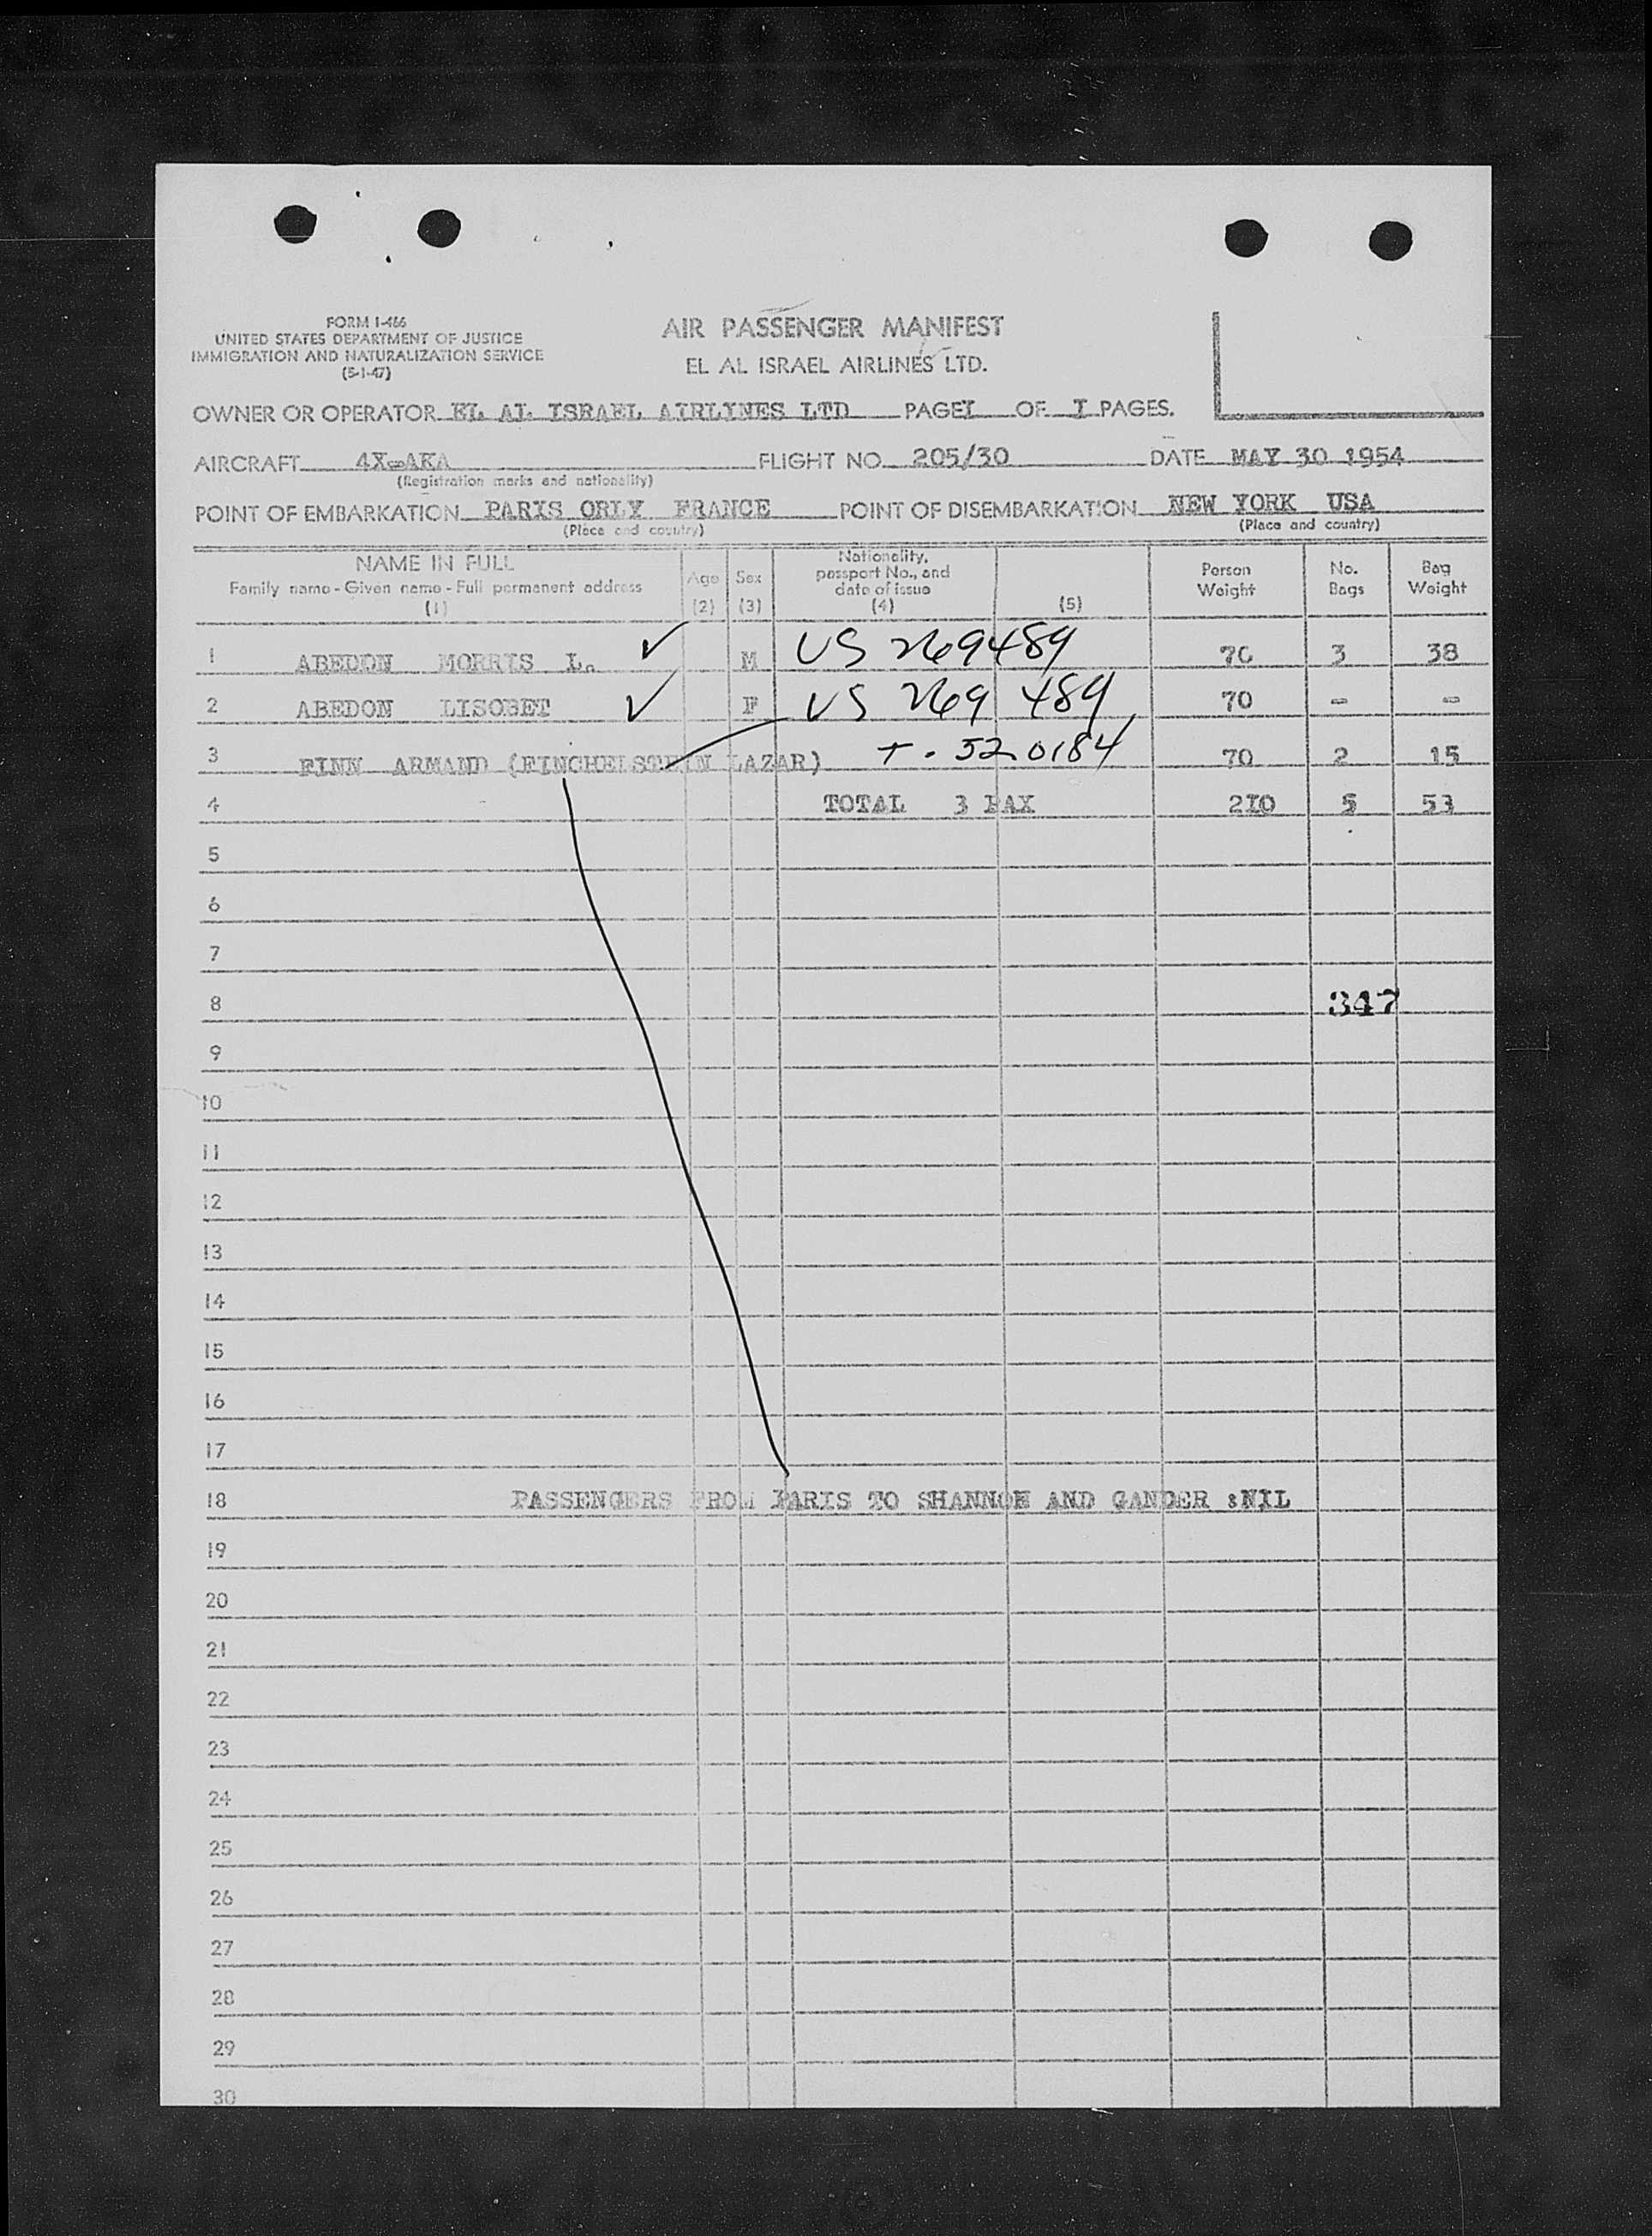 FORM I-466
UNITED STATES DEPARTMENT OF JUSTICE
IMMIGRATION AND NATURALIZATION SERVICE
(5-1-47)
AIR PASSENGER MANIFEST
EL AL ISRAEL AIRLINES LTD.
OWNER OR OPERATOR EL AL ISRAEL AIRLINES LTD PAGE I OF I PAGES.
AIRCRAFT 4X-AKA FLIGHT NO. 205/30 DATE MAY 30 1954
(Registration marks and nationality)
POINT OF EMBARKATION PARIS ORLY FRANCE POINT OF DISEMBARKATION NEW YORK USA
(Place and country) (Place and country)
NAME IN FULL
Family name - Given name - Full permanent address
(1)
Age
(2)
Sex
(3)
Nationality,
passport No., and
date of issue
(4)
(5)
Person
Weight
No.
Bags
Bag
Weight
1 ABEDON MORRIS L. ✓ M US 269489 70 3 38
2 ABEDON LISOBET ✓ F US 269 489 70 - -
3 FINN ARMAND (FINCHELSTEIN LAZAR) T-520184 70 2 15
4 TOTAL 3 PAX 210 5 53
5
6
7
8 347
9
10
11
12
13
14
15
16
17
18 PASSENGERS FROM PARIS TO SHANNON AND GANDER :NIL
19
20
21
22
23
24
25
26
27
28
29
30